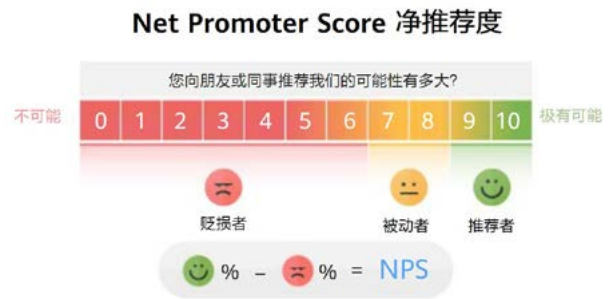 Net Promoter Score 净推荐度
您向朋友或同事推荐我们的可能性有多大?
不可能 0 1 2 3 4 5 6 7 8 9 10 极有可能
贬损者 被动者 推荐者
% - % = NPS